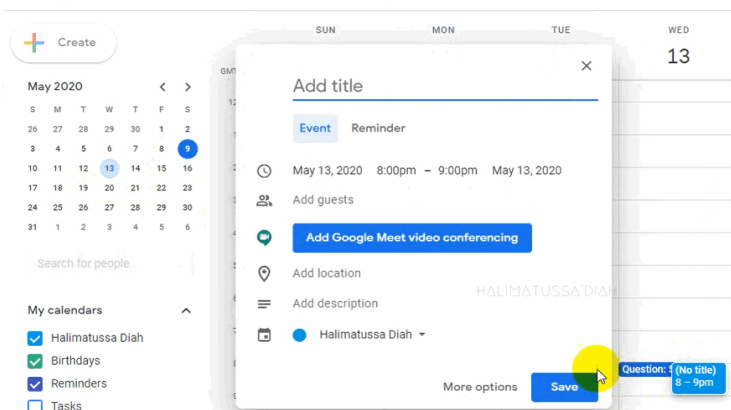 Create
May 2020
S M T W T F S
26 27 28 29 30 1 2
3 4 5 6 7 8 9
10 11 12 13 14 15 16
17 18 19 20 21 22 23
24 25 26 27 28 29 30
31 1 2 3 4 5 6
Search for people
My calendars
Halimatussa Diah
Birthdays
Reminders
Tasks
SUN MON TUE WED
13
GMT
Add title
Event Reminder
May 13, 2020 8:00pm – 9:00pm May 13, 2020
Add guests
Add Google Meet video conferencing
Add location
HALIMATUSSA'DIAH
Add description
Halimatussa Diah
More options Save
Question:
(No title)
8 – 9pm